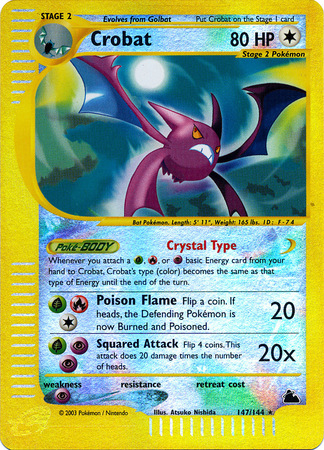 STAGE 2 Evolves from Golbat Put Crobat on the Stage 1 card
Crobat 80 HP
Stage 2 Pokémon
Bat Pokémon. Length: 5' 11", Weight: 165 lbs. ID: F-74
Poké-BODY Crystal Type
Whenever you attach a , , or basic Energy card from your
hand to Crobat, Crobat's type (color) becomes the same as that
type of Energy until the end of the turn.
Poison Flame Flip a coin. If
heads, the Defending Pokémon is
now Burned and Poisoned.
20
Squared Attack Flip 4 coins. This
attack does 20 damage times the
number of heads.
20x
weakness resistance retreat cost
© 2003 Pokémon / Nintendo Illus. Atsuko Nishida 147/144